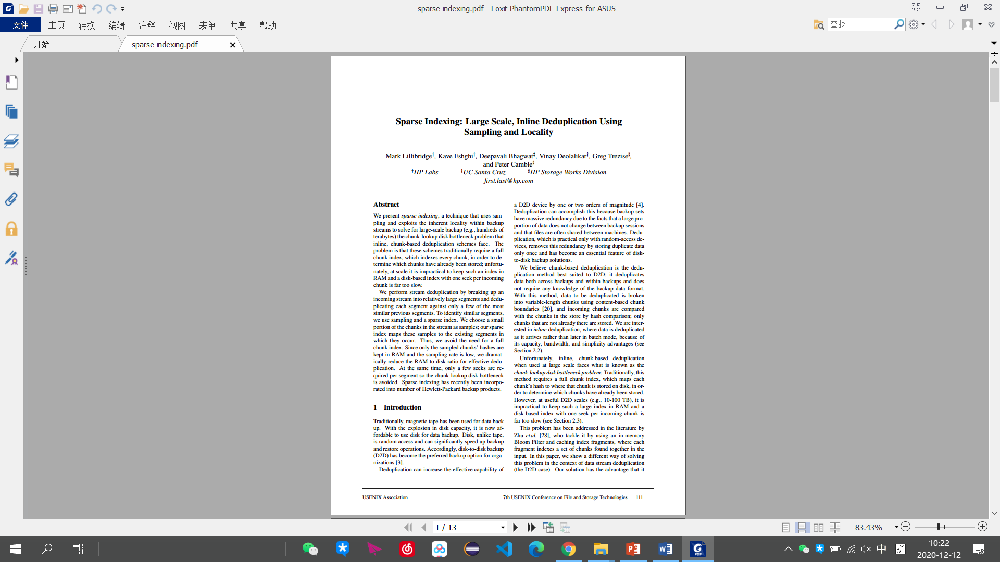 sparse indexing.pdf - Foxit PhantomPDF Express for ASUS
文件 主页 转换 编辑 注释 视图 表单 共享 帮助 查找
开始 sparse indexing.pdf
Sparse Indexing: Large Scale, Inline Deduplication Using
Sampling and Locality
Mark Lillibridge†, Kave Eshghi†, Deepavali Bhagwat‡, Vinay Deolalikar†, Greg Trezise♯,
and Peter Camble♯
†HP Labs ‡UC Santa Cruz ♯HP Storage Works Division
first.last@hp.com
Abstract
We present sparse indexing, a technique that uses sam-
pling and exploits the inherent locality within backup
streams to solve for large-scale backup (e.g., hundreds of
terabytes) the chunk-lookup disk bottleneck problem that
inline, chunk-based deduplication schemes face. The
problem is that these schemes traditionally require a full
chunk index, which indexes every chunk, in order to de-
termine which chunks have already been stored; unfortu-
nately, at scale it is impractical to keep such an index in
RAM and a disk-based index with one seek per incoming
chunk is far too slow.
We perform stream deduplication by breaking up an
incoming stream into relatively large segments and dedu-
plicating each segment against only a few of the most
similar previous segments. To identify similar segments,
we use sampling and a sparse index. We choose a small
portion of the chunks in the stream as samples; our sparse
index maps these samples to the existing segments in
which they occur. Thus, we avoid the need for a full
chunk index. Since only the sampled chunks' hashes are
kept in RAM and the sampling rate is low, we dramat-
ically reduce the RAM to disk ratio for effective dedu-
plication. At the same time, only a few seeks are re-
quired per segment so the chunk-lookup disk bottleneck
is avoided. Sparse indexing has recently been incorpo-
rated into number of Hewlett-Packard backup products.
1 Introduction
Traditionally, magnetic tape has been used for data back
up. With the explosion in disk capacity, it is now af-
fordable to use disk for data backup. Disk, unlike tape,
is random access and can significantly speed up backup
and restore operations. Accordingly, disk-to-disk backup
(D2D) has become the preferred backup option for orga-
nizations [3].
Deduplication can increase the effective capability of
a D2D device by one or two orders of magnitude [4].
Deduplication can accomplish this because backup sets
have massive redundancy due to the facts that a large pro-
portion of data does not change between backup sessions
and that files are often shared between machines. Dedu-
plication, which is practical only with random-access de-
vices, removes this redundancy by storing duplicate data
only once and has become an essential feature of disk-
to-disk backup solutions.
We believe chunk-based deduplication is the dedu-
plication method best suited to D2D: it deduplicates
data both across backups and within backups and does
not require any knowledge of the backup data format.
With this method, data to be deduplicated is broken
into variable-length chunks using content-based chunk
boundaries [20], and incoming chunks are compared
with the chunks in the store by hash comparison; only
chunks that are not already there are stored. We are inter-
ested in inline deduplication, where data is deduplicated
as it arrives rather than later in batch mode, because of
its capacity, bandwidth, and simplicity advantages (see
Section 2.2).
Unfortunately, inline, chunk-based deduplication
when used at large scale faces what is known as the
chunk-lookup disk bottleneck problem: Traditionally, this
method requires a full chunk index, which maps each
chunk's hash to where that chunk is stored on disk, in or-
der to determine which chunks have already been stored.
However, at useful D2D scales (e.g., 10-100 TB), it is
impractical to keep such a large index in RAM and a
disk-based index with one seek per incoming chunk is
far too slow (see Section 2.3).
This problem has been addressed in the literature by
Zhu et al. [28], who tackle it by using an in-memory
Bloom Filter and caching index fragments, where each
fragment indexes a set of chunks found together in the
input. In this paper, we show a different way of solving
this problem in the context of data stream deduplication
(the D2D case). Our solution has the advantage that it
USENIX Association 7th USENIX Conference on File and Storage Technologies 111
1 / 13 83.43%
中 拼 10:22
2020-12-12